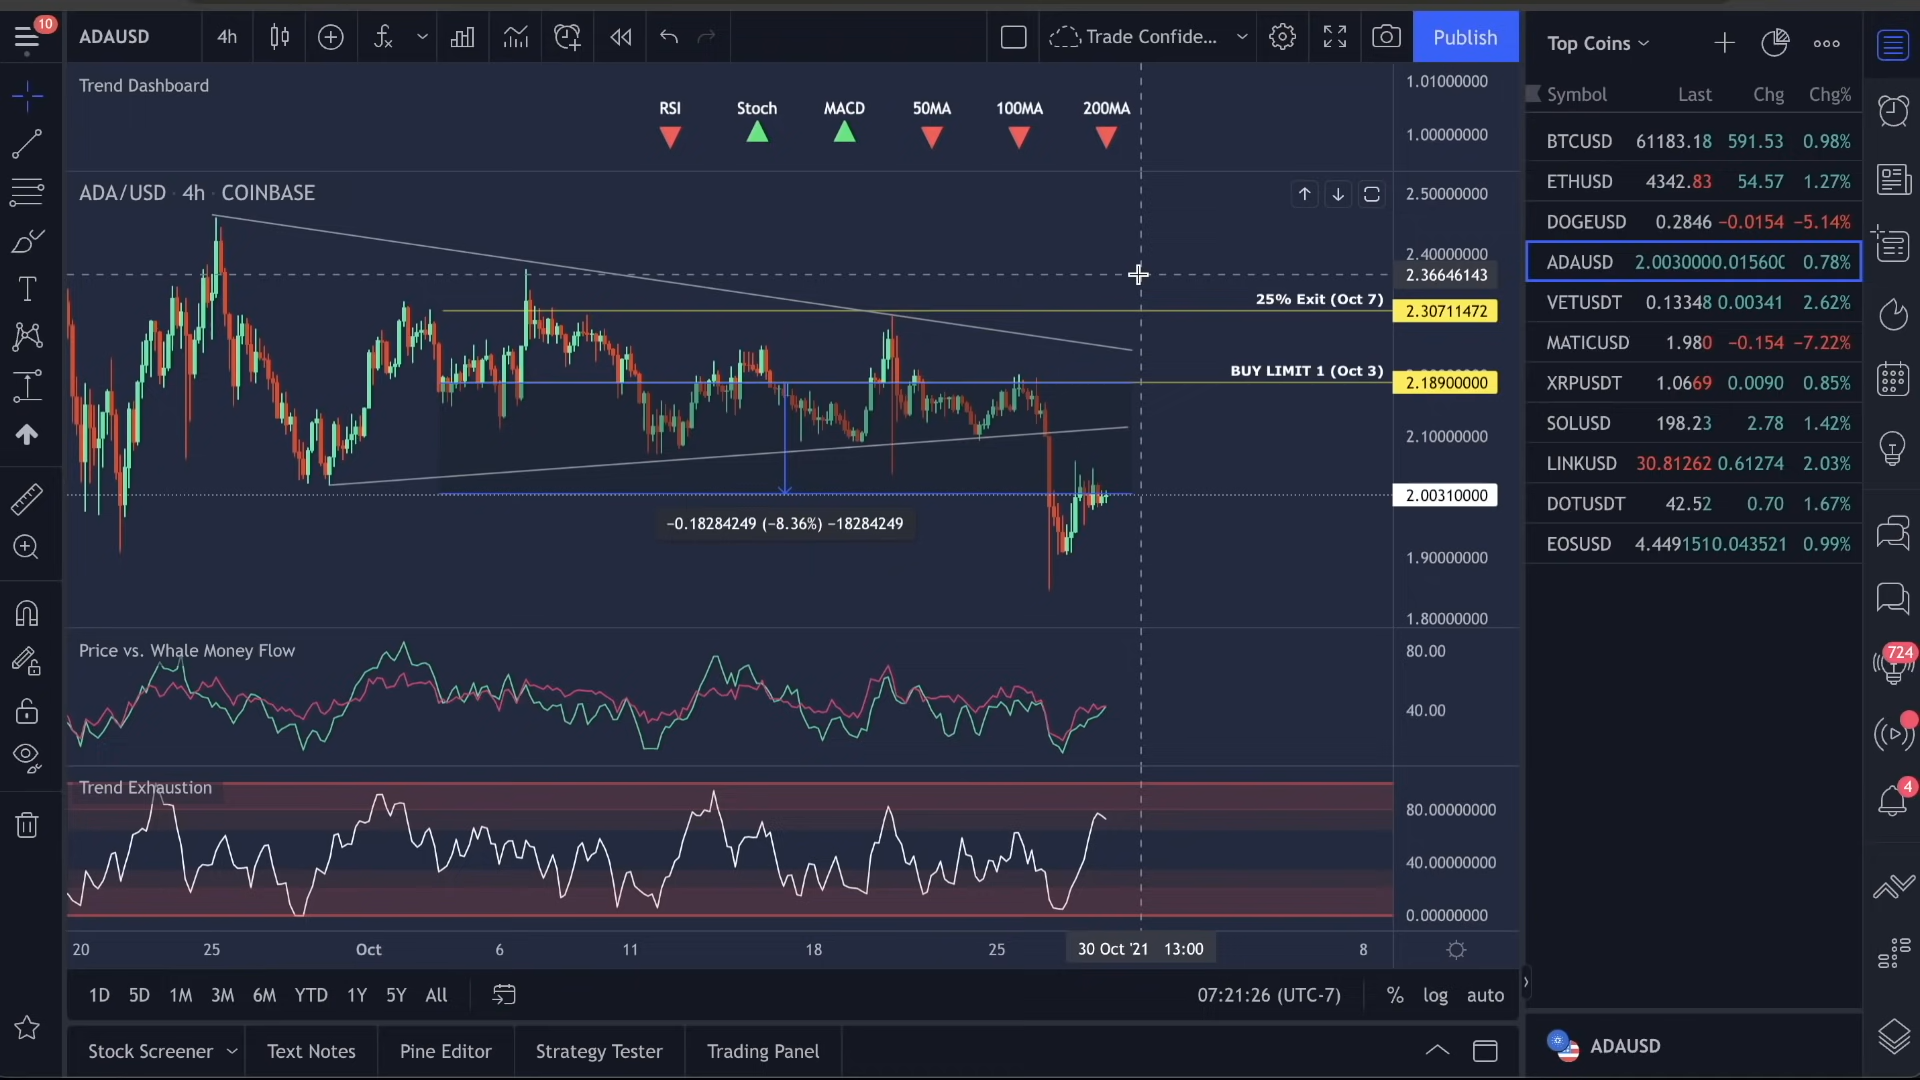 10
ADAUSD
4h
Trade Confide...
Publish
Top Coins
Trend Dashboard
RSI Stoch MACD 50MA 100MA 200MA
1.01000000
1.00000000
ADA/USD · 4h · COINBASE
2.50000000
2.40000000
2.36646143
25% Exit (Oct 7)
2.30711472
BUY LIMIT 1 (Oct 3)
2.18900000
2.10000000
2.00310000
−0.18284249 (−8.36%) −18284249
1.90000000
1.80000000
Price vs. Whale Money Flow
80.00
40.00
Trend Exhaustion
80.00000000
40.00000000
0.00000000
20 25 Oct 6 11 18 25 30 Oct '21 13:00 8
1D 5D 1M 3M 6M YTD 1Y 5Y All
07:21:26 (UTC-7) % log auto
Stock Screener Text Notes Pine Editor Strategy Tester Trading Panel
Symbol Last Chg Chg%
BTCUSD 61183.18 591.53 0.98%
ETHUSD 4342.83 54.57 1.27%
DOGEUSD 0.2846 −0.0154 −5.14%
ADAUSD 2.0030000 0.01560 0.78%
VETUSDT 0.13348 0.00341 2.62%
MATICUSD 1.980 −0.154 −7.22%
XRPUSDT 1.0669 0.0090 0.85%
SOLUSD 198.23 2.78 1.42%
LINKUSD 30.81262 0.61274 2.03%
DOTUSDT 42.52 0.70 1.67%
EOSUSD 4.4491510 0.043521 0.99%
724
4
ADAUSD